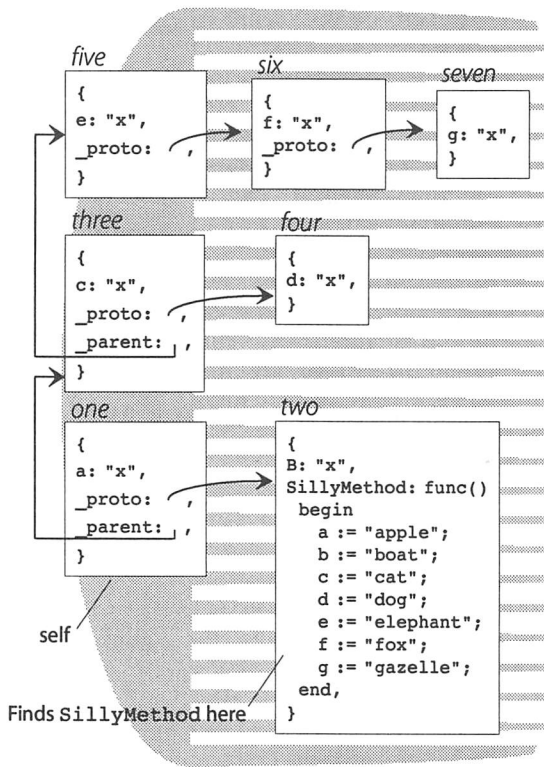 five
{
e: "x",
_proto: ,
}
six
{
f: "x",
_proto: ,
}
seven
{
g: "x",
}
three
{
c: "x",
_proto: ,
_parent: ,
}
four
{
d: "x",
}
one
{
a: "x",
_proto: ,
_parent: ,
}
two
{
B: "x",
SillyMethod: func()
begin
a := "apple";
b := "boat";
c := "cat";
d := "dog";
e := "elephant";
f := "fox";
g := "gazelle";
end,
}
self
Finds SillyMethod here